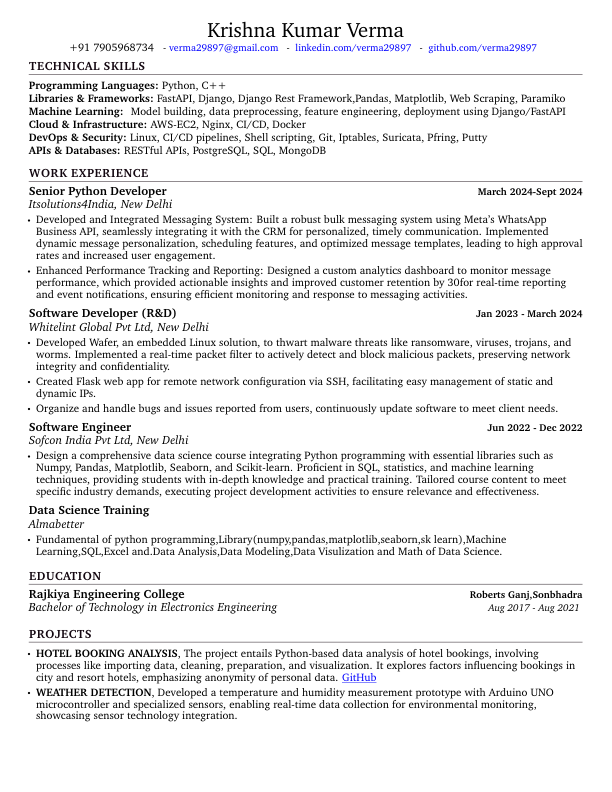 Krishna Kumar Verma
+91 7905968734 - verma29897@gmail.com - linkedin.com/verma29897 - github.com/verma29897
TECHNICAL SKILLS
Programming Languages: Python, C++
Libraries & Frameworks: FastAPI, Django, Django Rest Framework,Pandas, Matplotlib, Web Scraping, Paramiko
Machine Learning: Model building, data preprocessing, feature engineering, deployment using Django/FastAPI
Cloud & Infrastructure: AWS-EC2, Nginx, CI/CD, Docker
DevOps & Security: Linux, CI/CD pipelines, Shell scripting, Git, Iptables, Suricata, Pfring, Putty
APIs & Databases: RESTful APIs, PostgreSQL, SQL, MongoDB
WORK EXPERIENCE
Senior Python Developer March 2024-Sept 2024
Itsolutions4India, New Delhi
• Developed and Integrated Messaging System: Built a robust bulk messaging system using Meta's WhatsApp
Business API, seamlessly integrating it with the CRM for personalized, timely communication. Implemented
dynamic message personalization, scheduling features, and optimized message templates, leading to high approval
rates and increased user engagement.
• Enhanced Performance Tracking and Reporting: Designed a custom analytics dashboard to monitor message
performance, which provided actionable insights and improved customer retention by 30for real-time reporting
and event notifications, ensuring efficient monitoring and response to messaging activities.
Software Developer (R&D) Jan 2023 - March 2024
Whitelint Global Pvt Ltd, New Delhi
• Developed Wafer, an embedded Linux solution, to thwart malware threats like ransomware, viruses, trojans, and
worms. Implemented a real-time packet filter to actively detect and block malicious packets, preserving network
integrity and confidentiality.
• Created Flask web app for remote network configuration via SSH, facilitating easy management of static and
dynamic IPs.
• Organize and handle bugs and issues reported from users, continuously update software to meet client needs.
Software Engineer Jun 2022 - Dec 2022
Sofcon India Pvt Ltd, New Delhi
• Design a comprehensive data science course integrating Python programming with essential libraries such as
Numpy, Pandas, Matplotlib, Seaborn, and Scikit-learn. Proficient in SQL, statistics, and machine learning
techniques, providing students with in-depth knowledge and practical training. Tailored course content to meet
specific industry demands, executing project development activities to ensure relevance and effectiveness.
Data Science Training
Almabetter
• Fundamental of python programming,Library(numpy,pandas,matplotlib,seaborn,sk learn),Machine
Learning,SQL,Excel and.Data Analysis,Data Modeling,Data Visulization and Math of Data Science.
EDUCATION
Rajkiya Engineering College Roberts Ganj,Sonbhadra
Bachelor of Technology in Electronics Engineering Aug 2017 - Aug 2021
PROJECTS
• HOTEL BOOKING ANALYSIS, The project entails Python-based data analysis of hotel bookings, involving
processes like importing data, cleaning, preparation, and visualization. It explores factors influencing bookings in
city and resort hotels, emphasizing anonymity of personal data. GitHub
• WEATHER DETECTION, Developed a temperature and humidity measurement prototype with Arduino UNO
microcontroller and specialized sensors, enabling real-time data collection for environmental monitoring,
showcasing sensor technology integration.